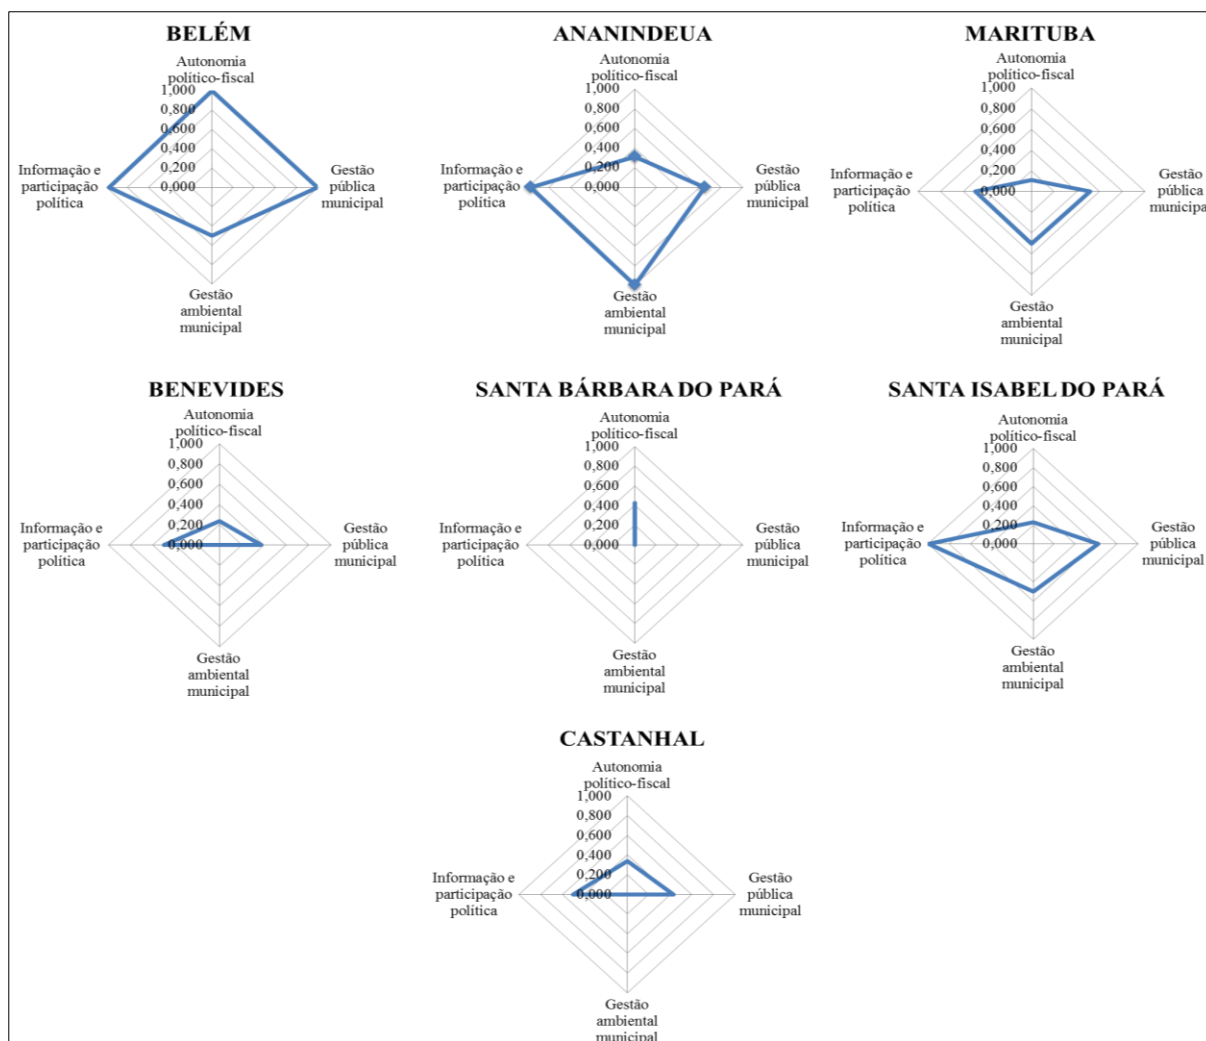 BELÉM
Autonomia
político-fiscal
1,000
0,800
0,600
0,400
0,200
0,000
Informação e
participação
política
Gestão
pública
municipal
Gestão
ambiental
municipal
ANANINDEUA
Autonomia
político-fiscal
1,000
0,800
0,600
0,400
0,200
0,000
Informação e
participação
política
Gestão
pública
municipal
Gestão
ambiental
municipal
MARITUBA
Autonomia
político-fiscal
1,000
0,800
0,600
0,400
0,200
0,000
Informação e
participação
política
Gestão
pública
municipal
Gestão
ambiental
municipal
BENEVIDES
Autonomia
político-fiscal
1,000
0,800
0,600
0,400
0,200
0,000
Informação e
participação
política
Gestão
pública
municipal
Gestão
ambiental
municipal
SANTA BÁRBARA DO PARÁ
Autonomia
político-fiscal
1,000
0,800
0,600
0,400
0,200
0,000
Informação e
participação
política
Gestão
pública
municipal
Gestão
ambiental
municipal
SANTA ISABEL DO PARÁ
Autonomia
político-fiscal
1,000
0,800
0,600
0,400
0,200
0,000
Informação e
participação
política
Gestão
pública
municipal
Gestão
ambiental
municipal
CASTANHAL
Autonomia
político-fiscal
1,000
0,800
0,600
0,400
0,200
0,000
Informação e
participação
política
Gestão
pública
municipal
Gestão
ambiental
municipal